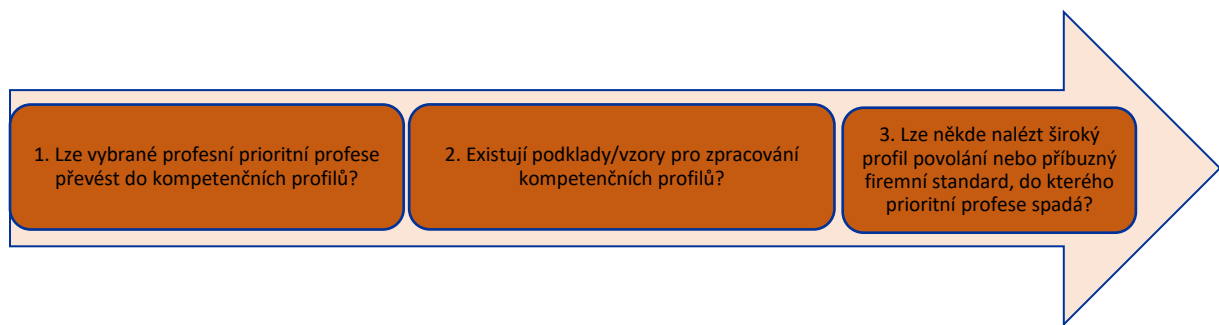 1. Lze vybrané profesní prioritní profese
převést do kompetenčních profilů?
2. Existují podklady/vzory pro zpracování
kompetenčních profilů?
3. Lze někde nalézt široký
profil povolání nebo příbuzný
firemní standard, do kterého
prioritní profese spadá?